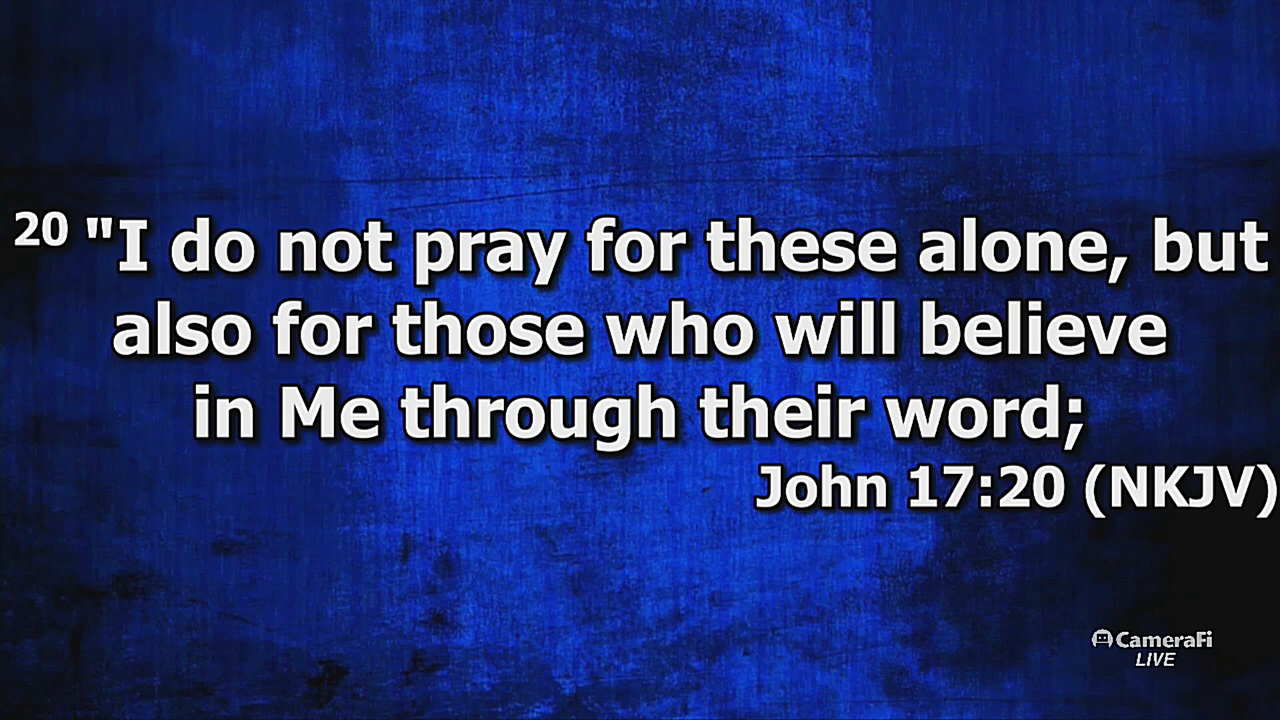 20 "I do not pray for these alone, but
also for those who will believe
in Me through their word;
John 17:20 (NKJV)
CameraFi
LIVE